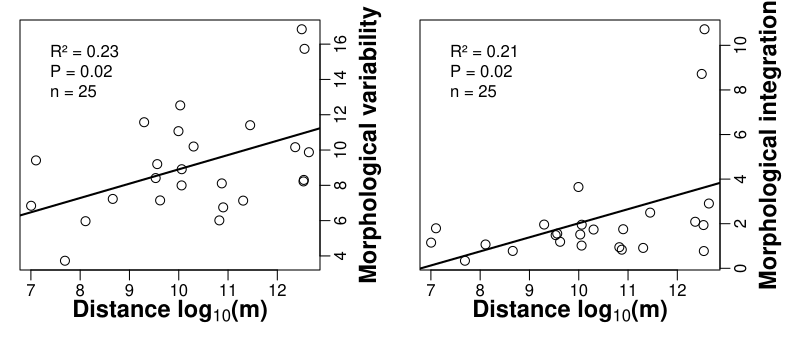 R² = 0.23
P = 0.02
n = 25
4 6 8 10 12 14 16
Morphological variability
7 8 9 10 11 12
Distance log₁₀(m)
R² = 0.21
P = 0.02
n = 25
0 2 4 6 8 10
Morphological integration
7 8 9 10 11 12
Distance log₁₀(m)